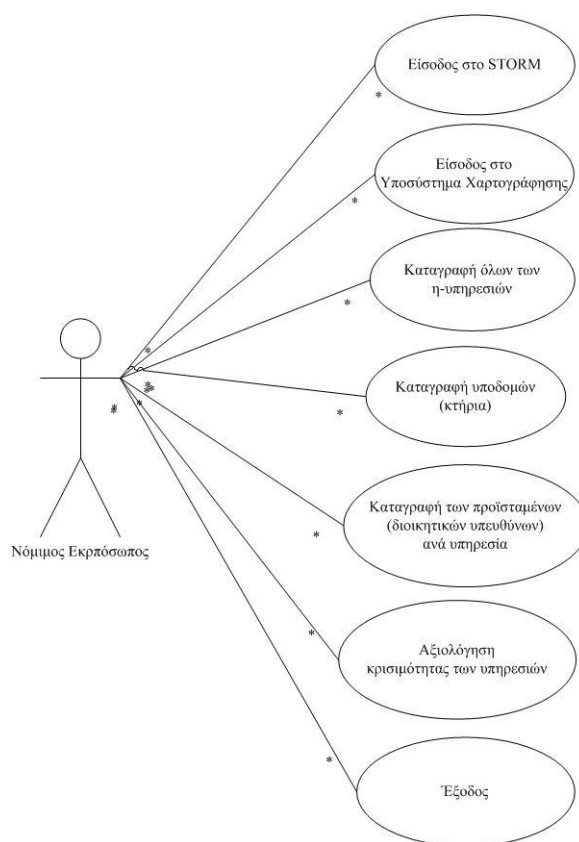 Είσοδος στο STORM
*
Είσοδος στο
Υποσύστημα Χαρτογράφησης
*
Καταγραφή όλων των
η-υπηρεσιών
*
*
Καταγραφή υποδομών
(κτήρια)
*
*
*
*
*
*
Καταγραφή των προϊσταμένων
(διοικητικών υπευθύνων)
ανά υπηρεσία
*
Νόμιμος Εκρπόσωπος
Αξιολόγηση
κρισιμότητας των υπηρεσιών
*
*
Έξοδος